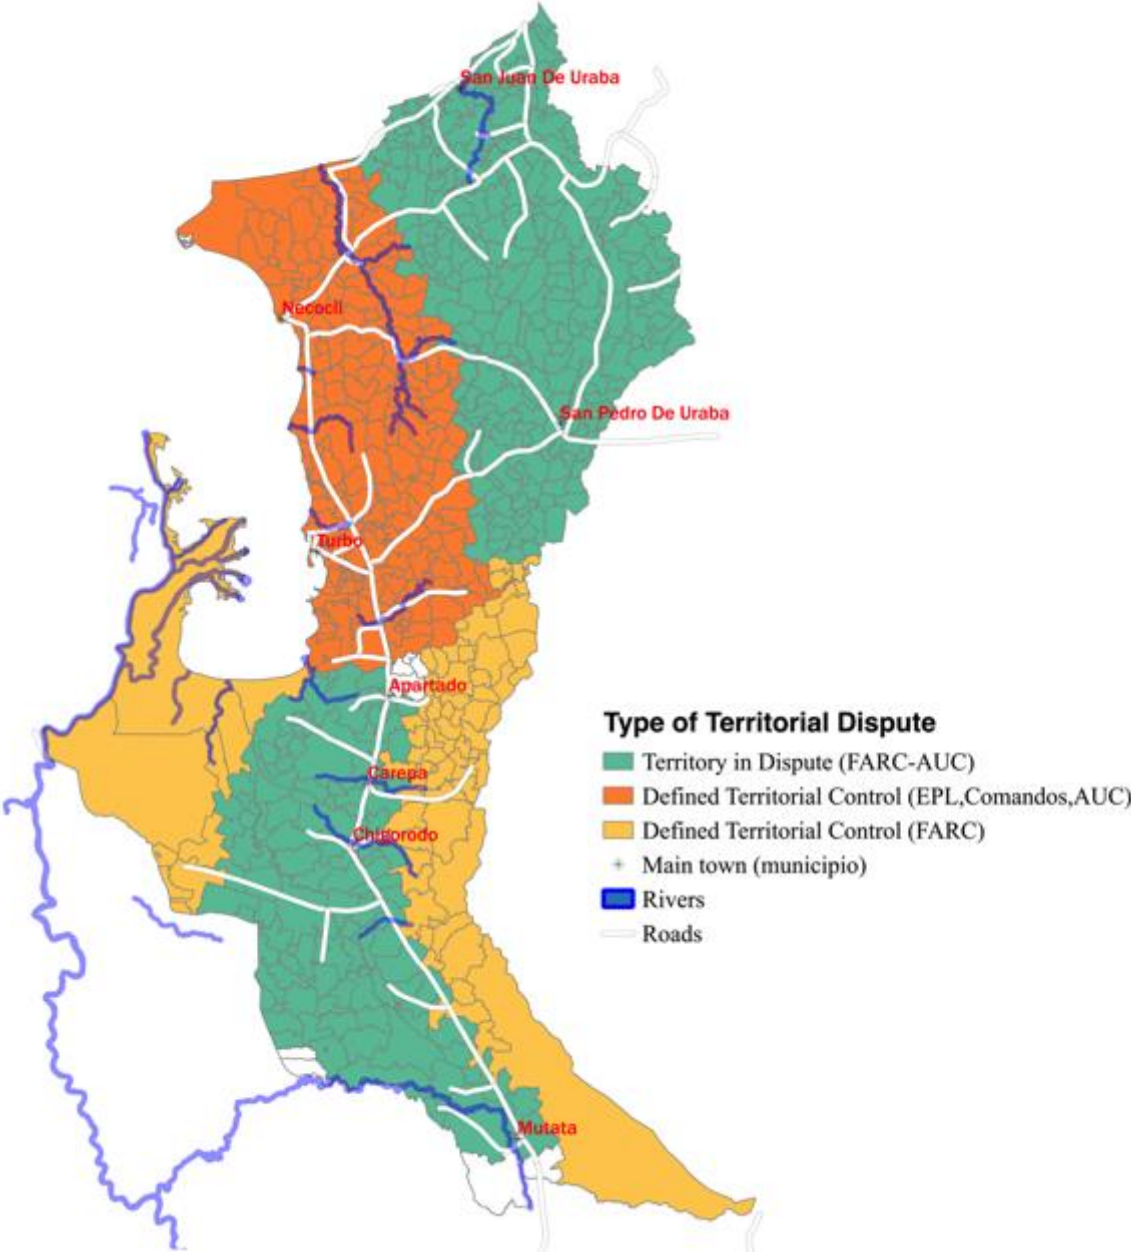 San Juan De Uraba
Necocli
San Pedro De Uraba
Turbo
Apartado
Carepa
Chigorodo
Mutata
Type of Territorial Dispute
Territory in Dispute (FARC-AUC)
Defined Territorial Control (EPL,Comandos,AUC)
Defined Territorial Control (FARC)
Main town (municipio)
Rivers
Roads